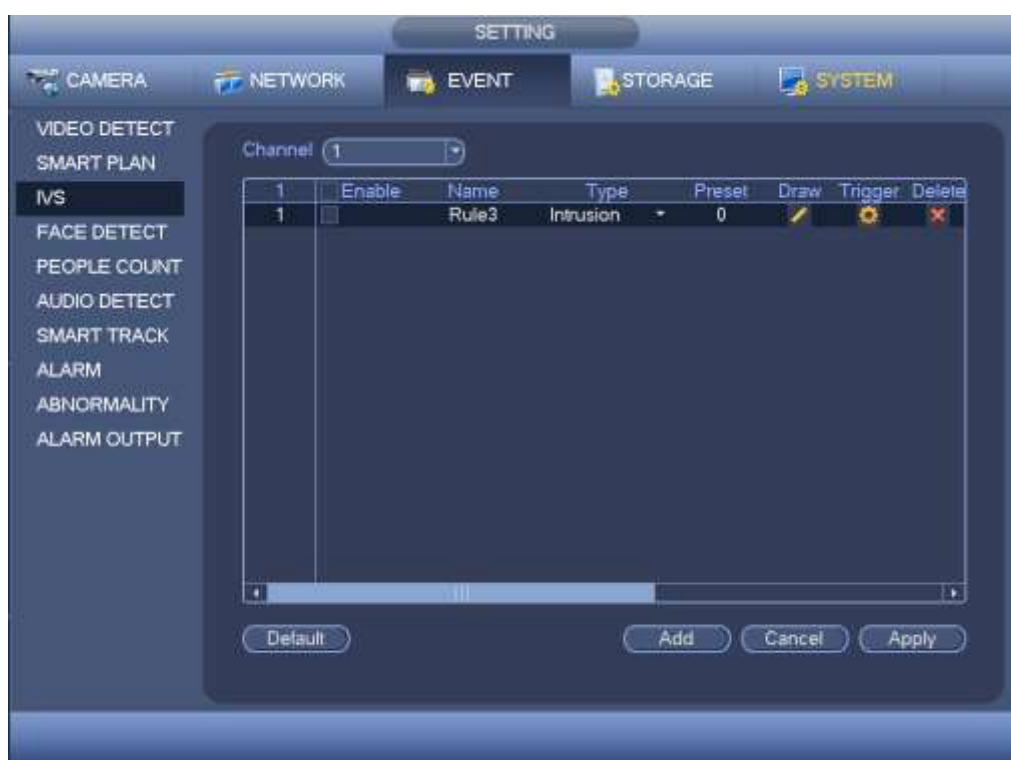 SETTING
CAMERA NETWORK EVENT STORAGE SYSTEM
VIDEO DETECT
SMART PLAN
IVS
FACE DETECT
PEOPLE COUNT
AUDIO DETECT
SMART TRACK
ALARM
ABNORMALITY
ALARM OUTPUT
Channel 1
1 Enable Name Type Preset Draw Trigger Delete
1 Rule3 Intrusion 0
Default Add Cancel Apply